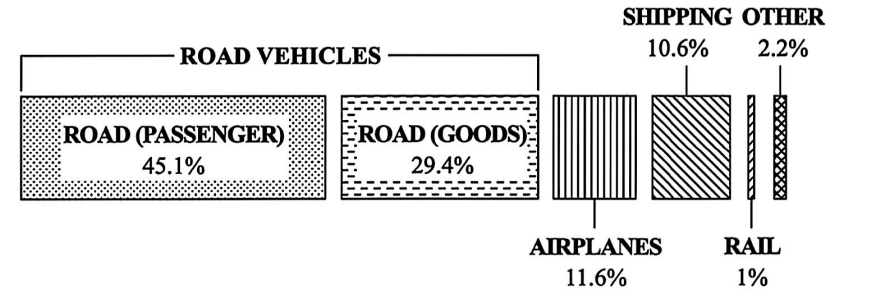 SHIPPING OTHER
10.6% 2.2%
ROAD VEHICLES
ROAD (PASSENGER)
45.1%
ROAD (GOODS)
29.4%
AIRPLANES
11.6%
RAIL
1%